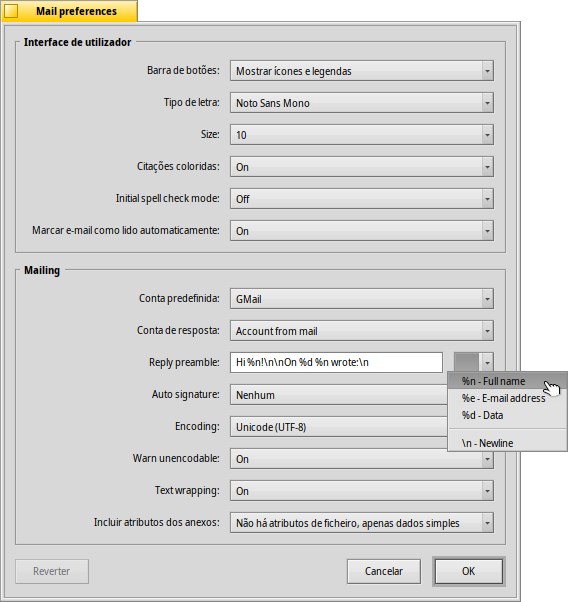 Mail preferences
Interface de utilizador
Barra de botões: Mostrar ícones e legendas
Tipo de letra: Noto Sans Mono
Size: 10
Citações coloridas: On
Initial spell check mode: Off
Marcar e-mail como lido automaticamente: On
Mailing
Conta predefinida: GMail
Conta de resposta: Account from mail
Reply preamble: Hi %n!\n\nOn %d %n wrote:\n
%n - Full name
%e - E-mail address
%d - Data
\n - Newline
Auto signature: Nenhum
Encoding: Unicode (UTF-8)
Warn unencodable: On
Text wrapping: On
Incluir atributos dos anexos: Não há atributos de ficheiro, apenas dados simples
Reverter Cancelar OK